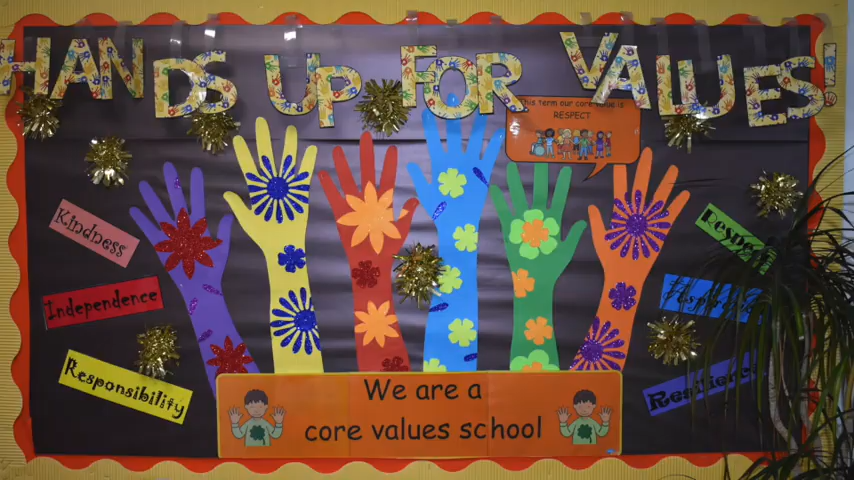 HANDS UP FOR VALUES!
This term our core value is
RESPECT
Kindness
Respect
Independence
Responsibility
Resilience
We are a
core values school